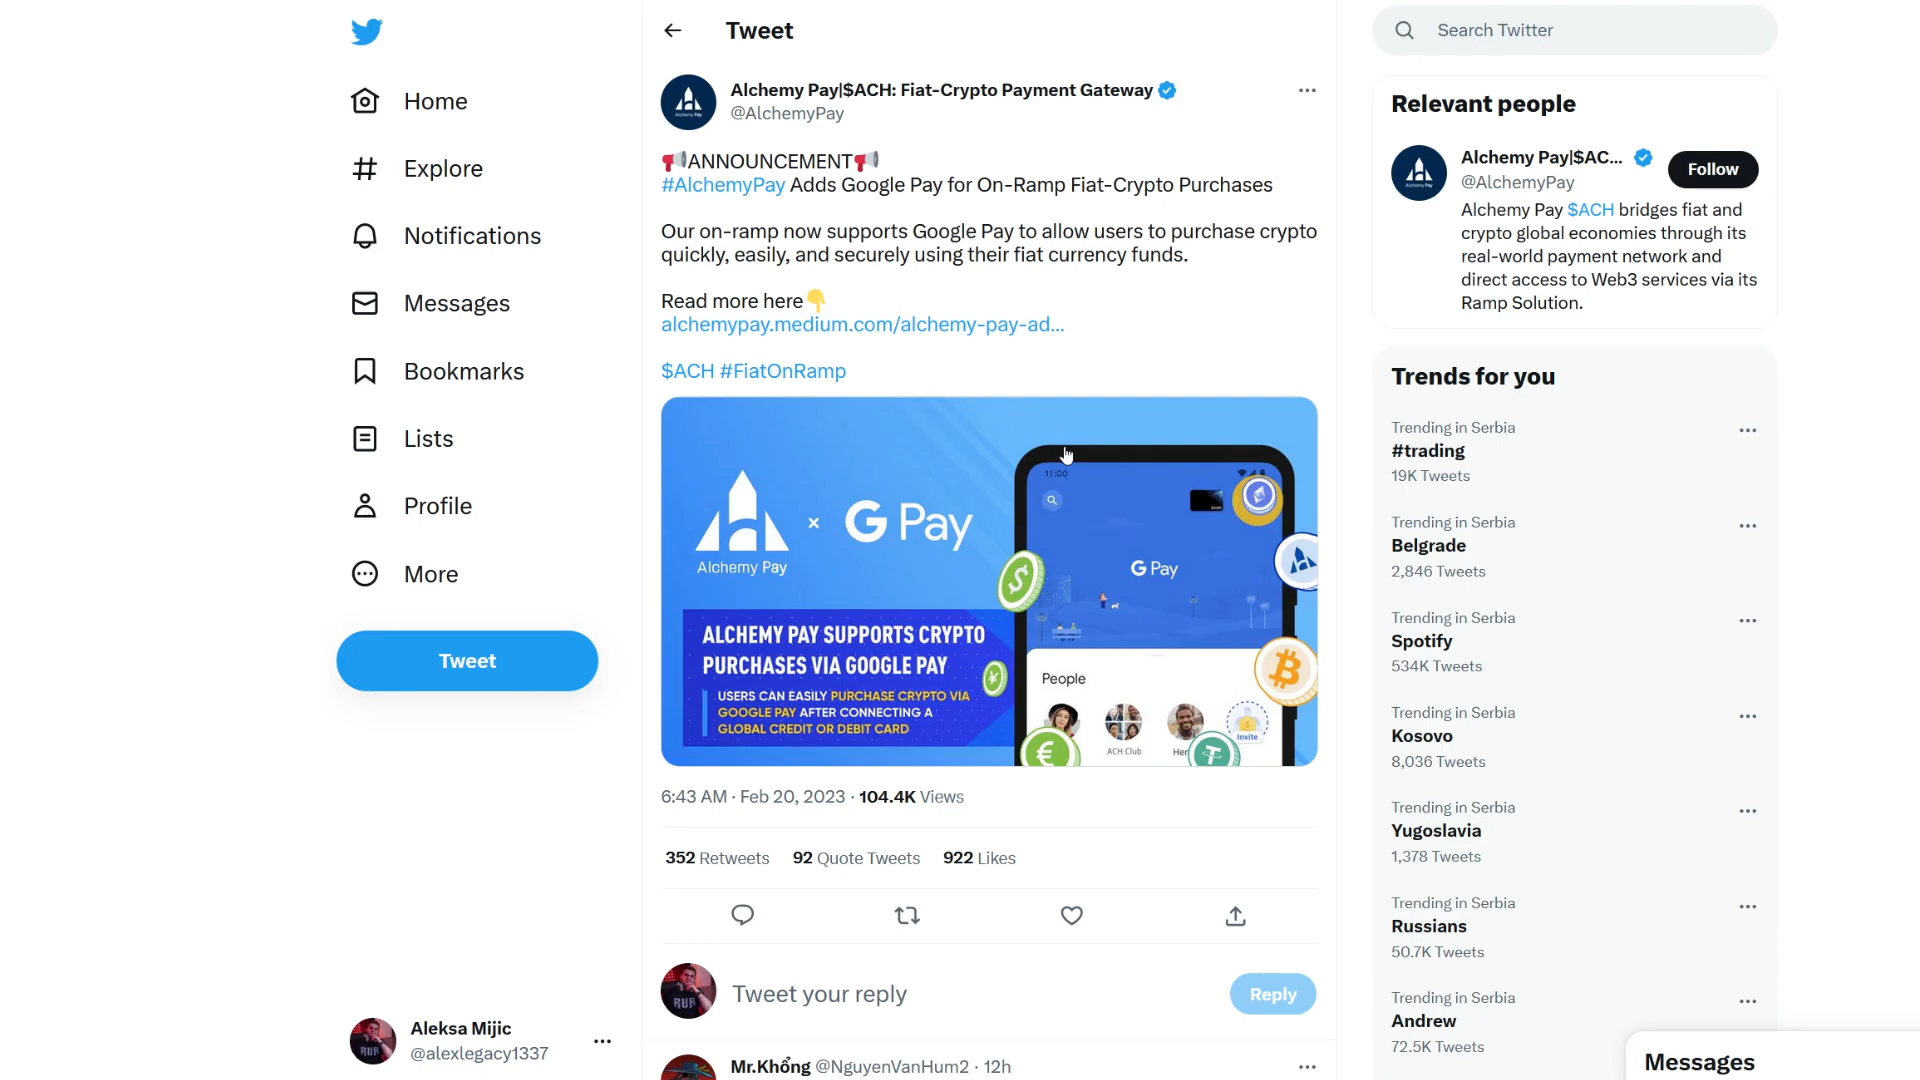 Home
Explore
Notifications
Messages
Bookmarks
Lists
Profile
More
Tweet
Aleksa Mijic
@alexlegacy1337
Tweet
Alchemy Pay|$ACH: Fiat-Crypto Payment Gateway
@AlchemyPay
📢ANNOUNCEMENT📢
#AlchemyPay Adds Google Pay for On-Ramp Fiat-Crypto Purchases
Our on-ramp now supports Google Pay to allow users to purchase crypto
quickly, easily, and securely using their fiat currency funds.
Read more here👇
alchemypay.medium.com/alchemy-pay-ad...
$ACH #FiatOnRamp
Alchemy Pay
× G Pay
ALCHEMY PAY SUPPORTS CRYPTO
PURCHASES VIA GOOGLE PAY
USERS CAN EASILY PURCHASE CRYPTO VIA
GOOGLE PAY AFTER CONNECTING A
GLOBAL CREDIT OR DEBIT CARD
11:00
G Pay
People
ACH Club
Her
Invite
6:43 AM · Feb 20, 2023 · 104.4K Views
352 Retweets 92 Quote Tweets 922 Likes
Tweet your reply
Reply
Mr.Khổng @NguyenVanHum2 · 12h
Search Twitter
Relevant people
Alchemy Pay|$AC...
@AlchemyPay
Follow
Alchemy Pay $ACH bridges fiat and
crypto global economies through its
real-world payment network and
direct access to Web3 services via its
Ramp Solution.
Trends for you
Trending in Serbia
#trading
19K Tweets
Trending in Serbia
Belgrade
2,846 Tweets
Trending in Serbia
Spotify
534K Tweets
Trending in Serbia
Kosovo
8,036 Tweets
Trending in Serbia
Yugoslavia
1,378 Tweets
Trending in Serbia
Russians
50.7K Tweets
Trending in Serbia
Andrew
72.5K Tweets
Messages